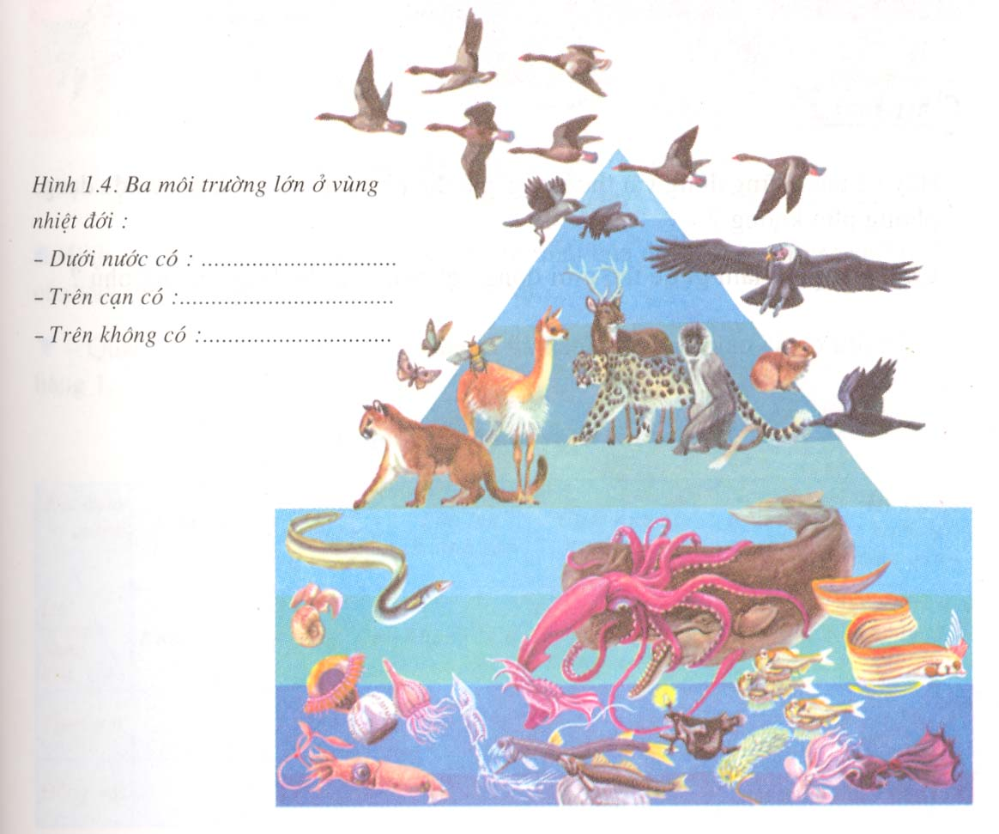 Hình 1.4. Ba môi trường lớn ở vùng
nhiệt đới :
– Dưới nước có : ...............................
– Trên cạn có :..................................
– Trên không có :..............................